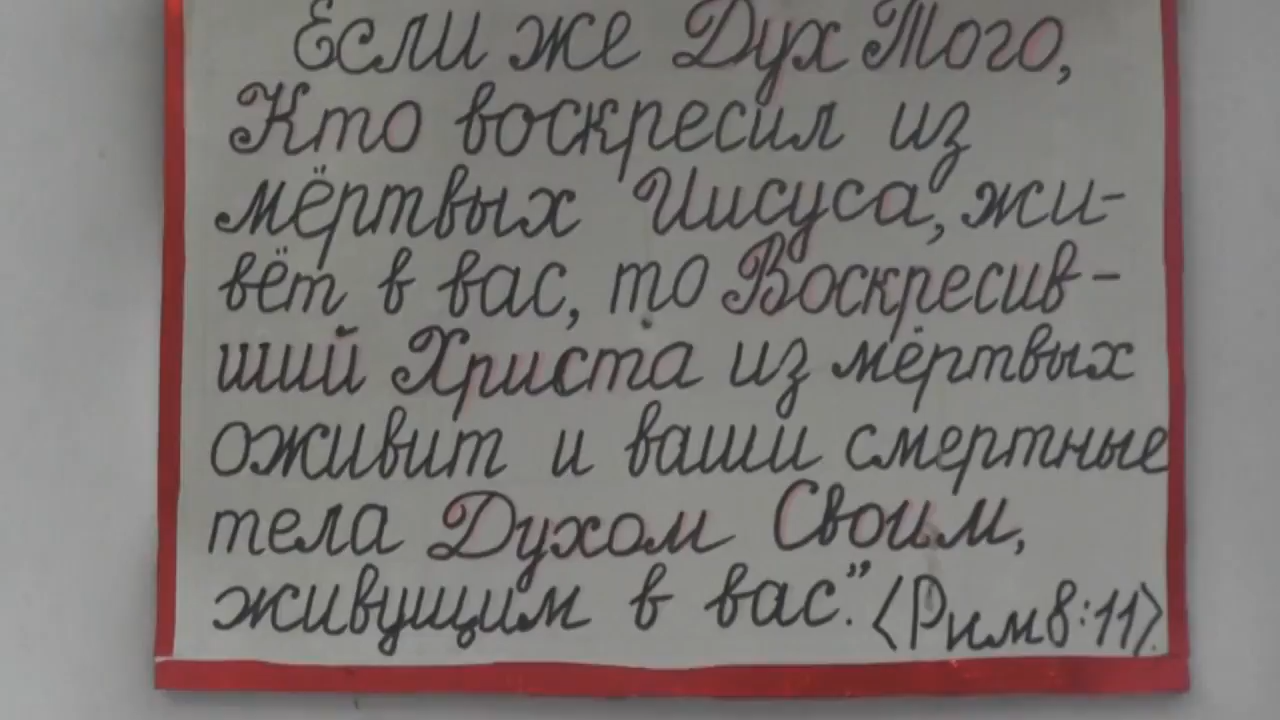 Если же Дух Того,
Кто воскресил из
мёртвых Иисуса, жи-
вёт в вас, то Воскресив-
ший Христа из мёртвых
оживит и ваши смертные
тела Духом Своим,
живущим в вас.” (Рим 8:11).